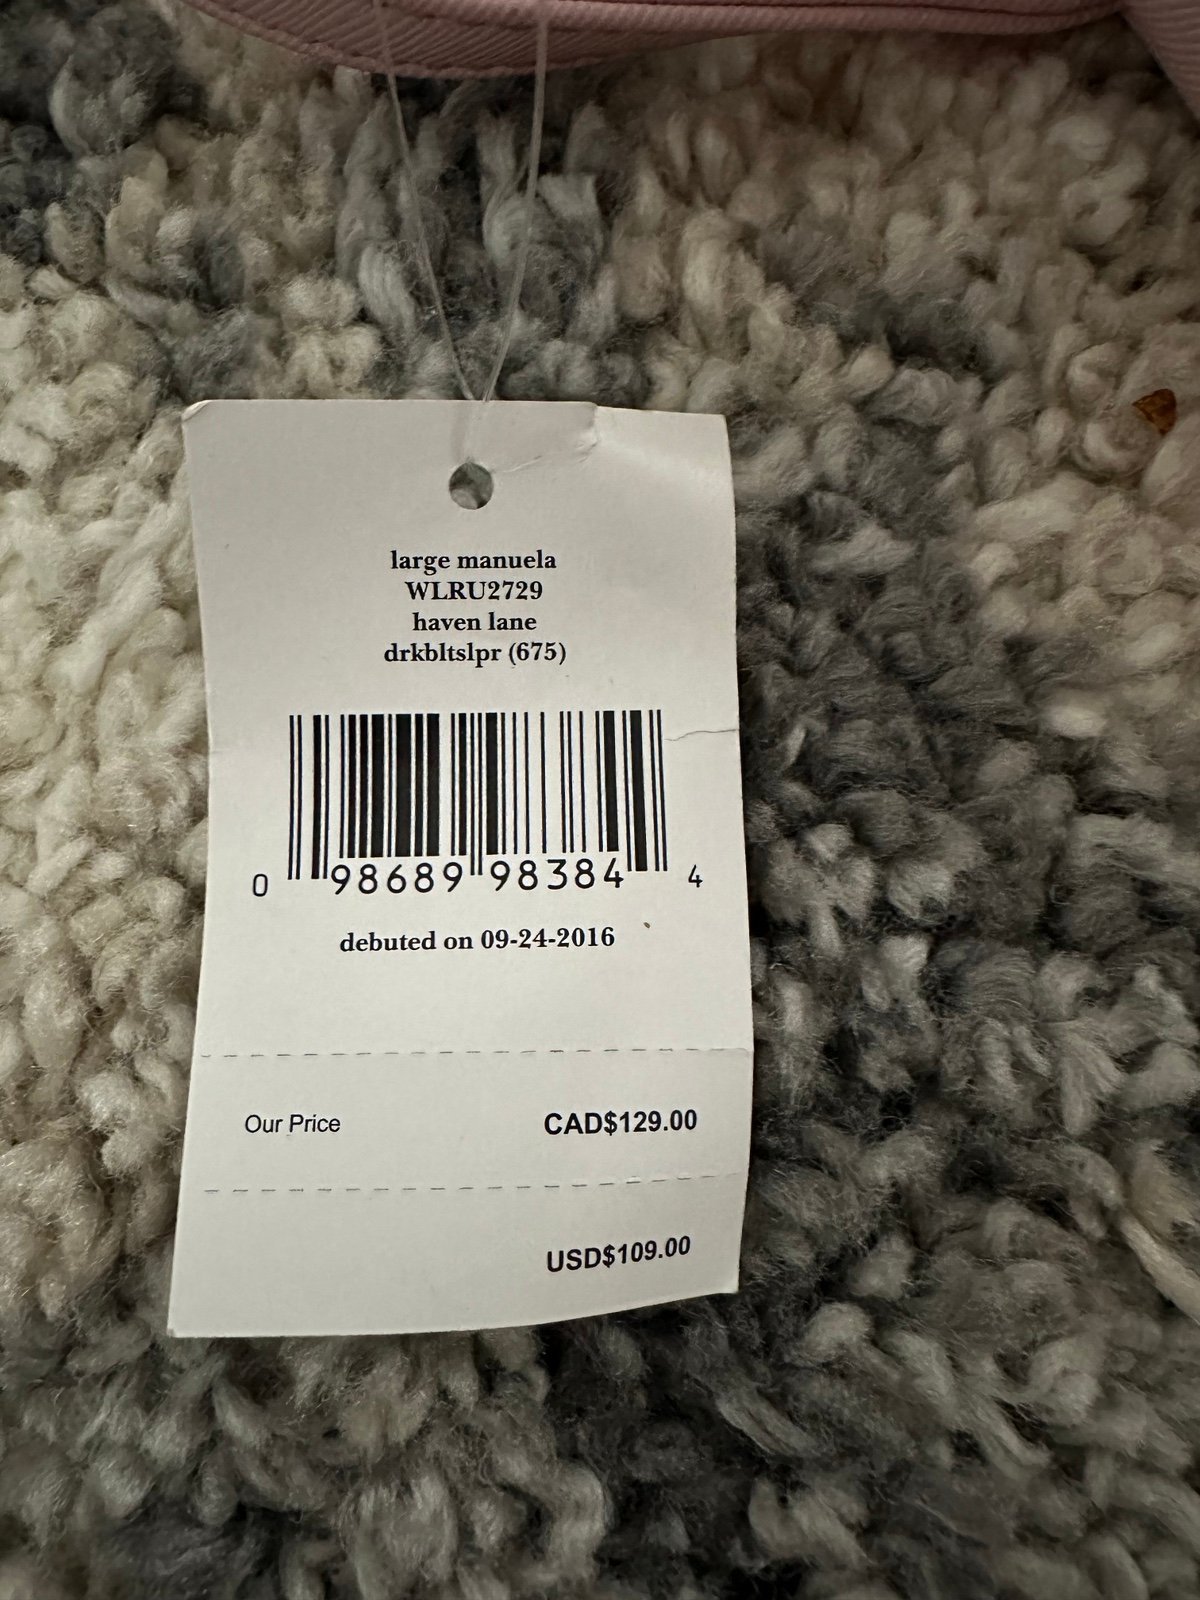 large manuela
WLRU2729
haven lane
drkbltslpr (675)
0 98689 98384 4
debuted on 09-24-2016
Our Price CAD$129.00
USD$109.00